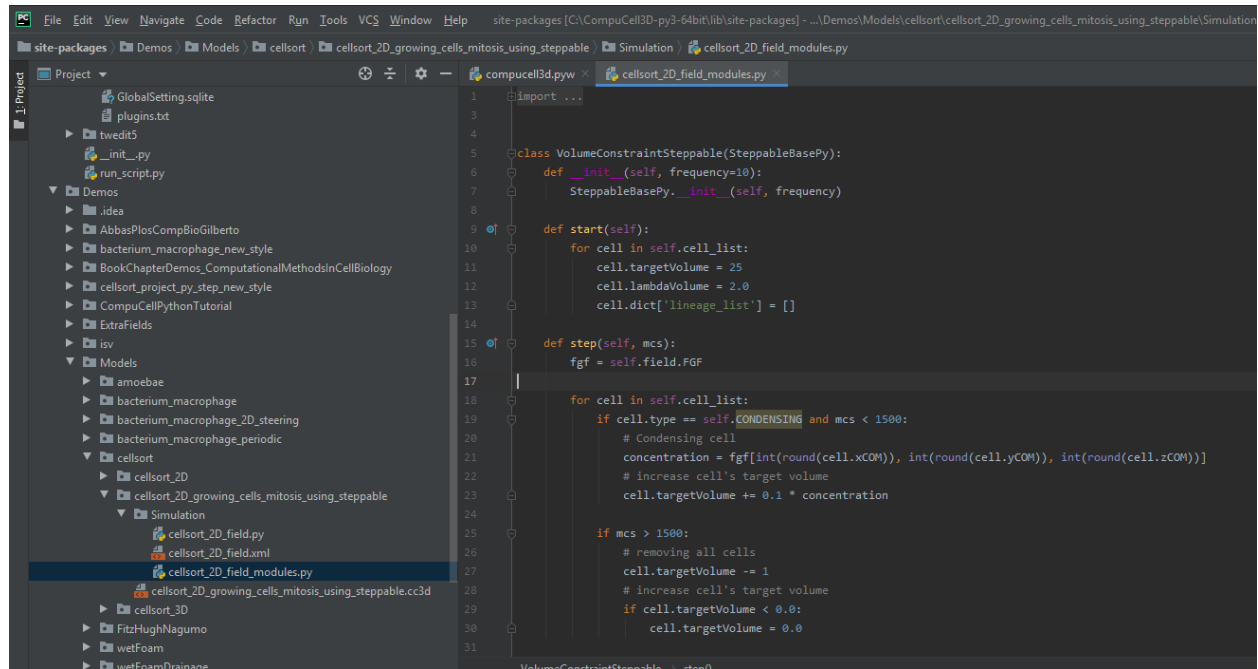 PC File Edit View Navigate Code Refactor Run Tools VCS Window Help site-packages [C:\CompuCell3D-py3-64bit\lib\site-packages] - ...\Demos\Models\cellsort\cellsort_2D_growing_cells_mitosis_using_steppable\Simulation
site-packages Demos Models cellsort cellsort_2D_growing_cells_mitosis_using_steppable Simulation cellsort_2D_field_modules.py
1: Project
Project
GlobalSetting.sqlite
plugins.txt
twedit5
__init__.py
run_script.py
Demos
.idea
AbbasPlosCompBioGilberto
bacterium_macrophage_new_style
BookChapterDemos_ComputationalMethodsInCellBiology
cellsort_project_py_step_new_style
CompuCellPythonTutorial
ExtraFields
isv
Models
amoebae
bacterium_macrophage
bacterium_macrophage_2D_steering
bacterium_macrophage_periodic
cellsort
cellsort_2D
cellsort_2D_growing_cells_mitosis_using_steppable
Simulation
cellsort_2D_field.py
cellsort_2D_field.xml
cellsort_2D_field_modules.py
cellsort_2D_growing_cells_mitosis_using_steppable.cc3d
cellsort_3D
FitzHughNagumo
wetFoam
wetFoamDrainage
compucell3d.pyw cellsort_2D_field_modules.py
1 import ...
3
4
5 class VolumeConstraintSteppable(SteppableBasePy):
6 def __init__(self, frequency=10):
7 SteppableBasePy.__init__(self, frequency)
8
9 def start(self):
10 for cell in self.cell_list:
11 cell.targetVolume = 25
12 cell.lambdaVolume = 2.0
13 cell.dict['lineage_list'] = []
14
15 def step(self, mcs):
16 fgf = self.field.FGF
17
18 for cell in self.cell_list:
19 if cell.type == self.CONDENSING and mcs < 1500:
20 # Condensing cell
21 concentration = fgf[int(round(cell.xCOM)), int(round(cell.yCOM)), int(round(cell.zCOM))]
22 # increase cell's target volume
23 cell.targetVolume += 0.1 * concentration
24
25 if mcs > 1500:
26 # removing all cells
27 cell.targetVolume -= 1
28 # increase cell's target volume
29 if cell.targetVolume < 0.0:
30 cell.targetVolume = 0.0
31
VolumeConstraintSteppable step()